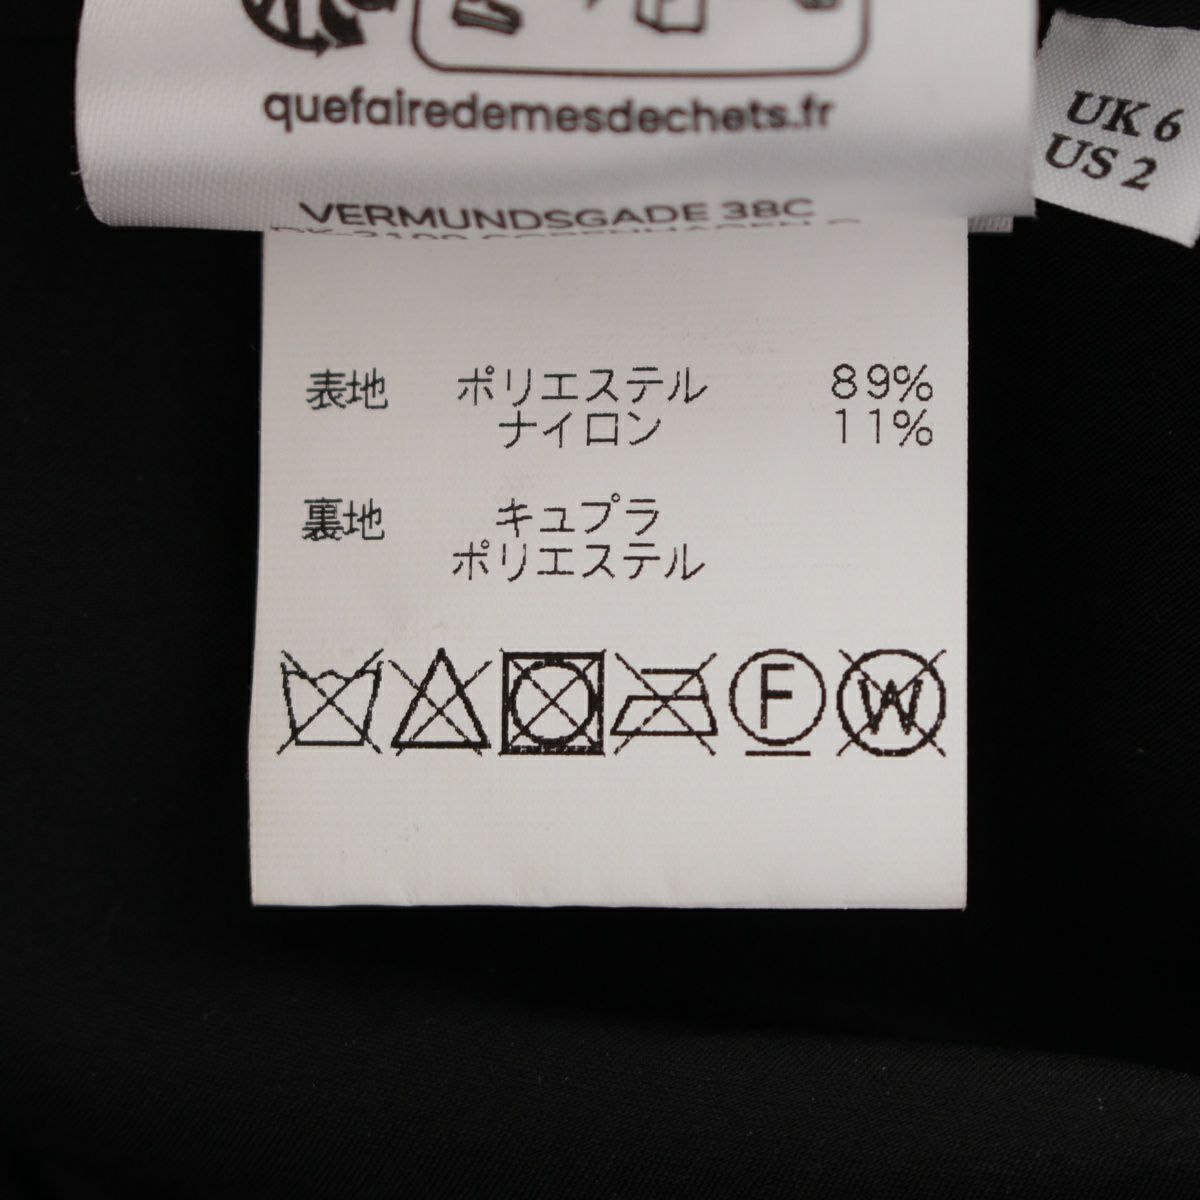 quefairedemesdechets.fr
UK 6
US 2
VERMUNDSGADE 38C
表地 ポリエステル 89%
ナイロン 11%
裏地 キュプラ
ポリエステル
F
W